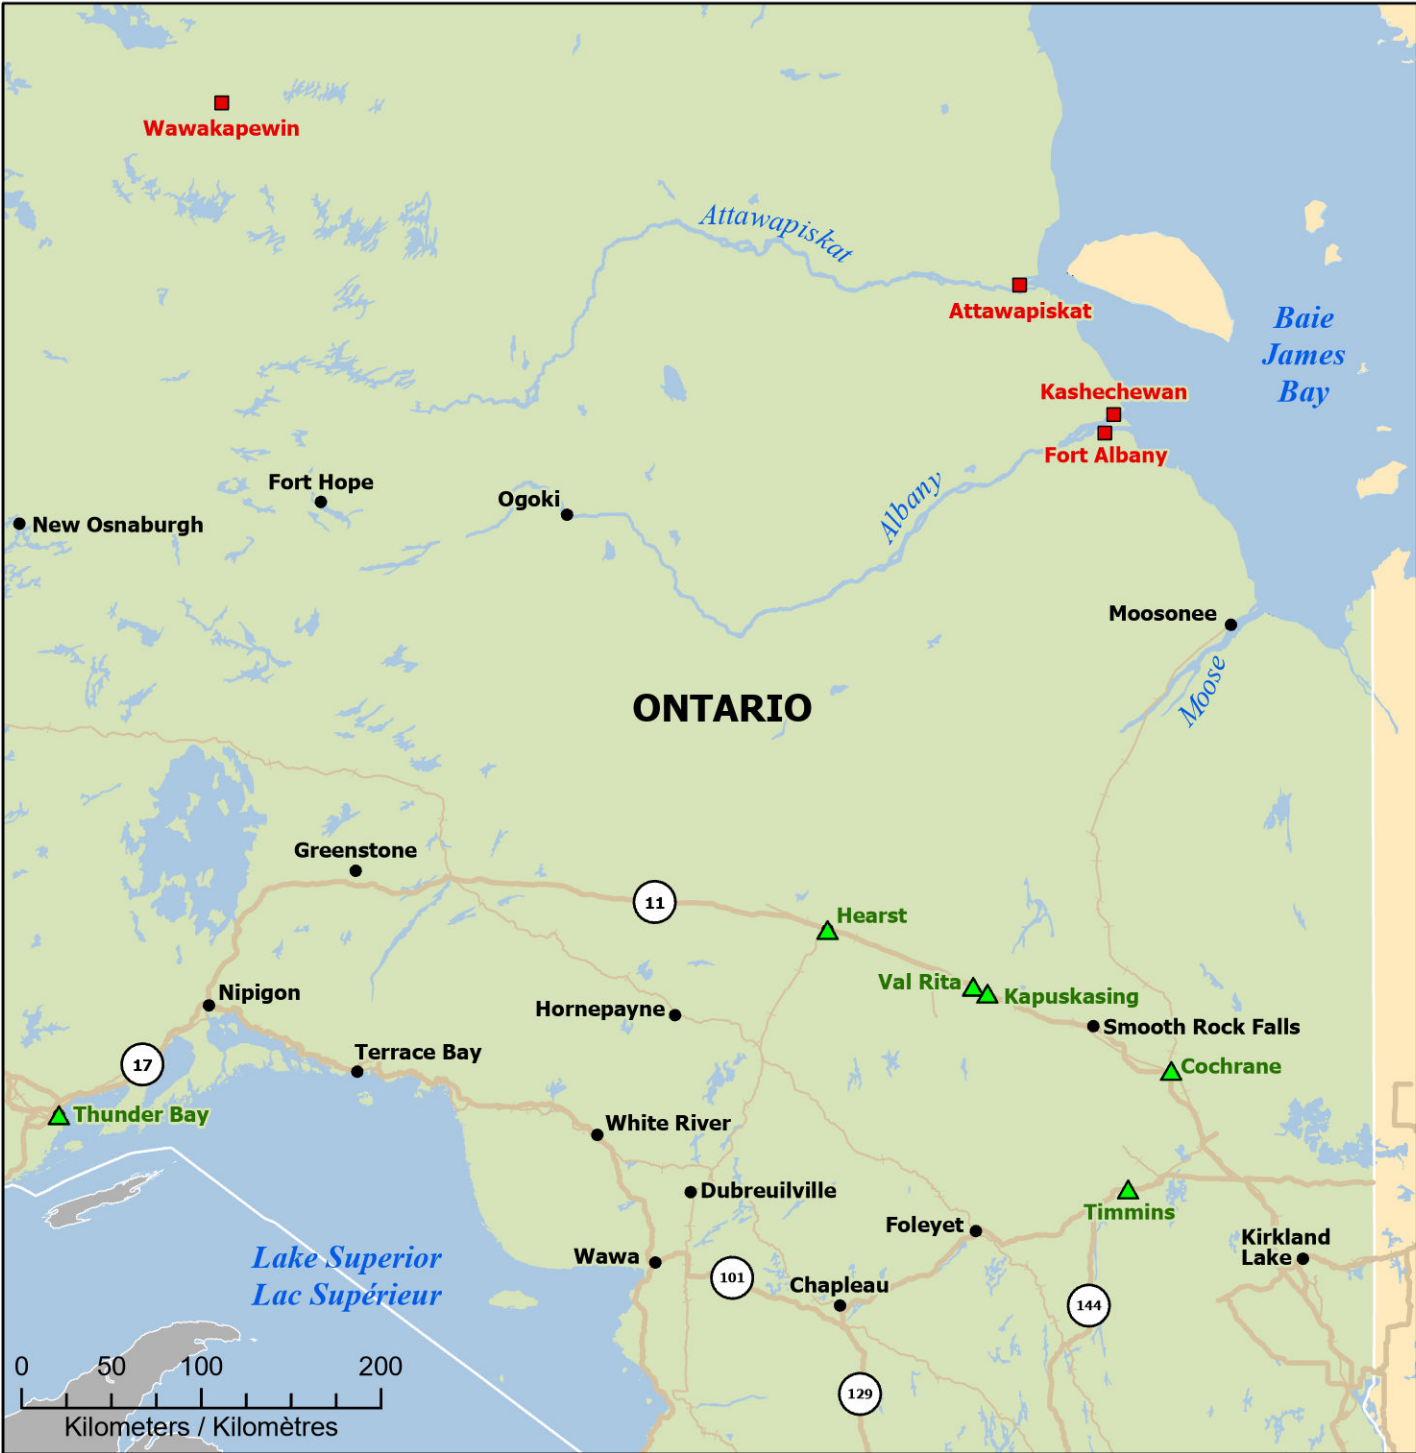 Wawakapewin
Attawapiskat
Attawapiskat
Baie
James
Bay
Kashechewan
Fort Albany
Fort Hope
Ogoki
Albany
New Osnaburgh
Moosonee
Moose
ONTARIO
Greenstone
11
Hearst
Val Rita
Kapuskasing
Nipigon
Hornepayne
Smooth Rock Falls
Terrace Bay
17
Cochrane
Thunder Bay
White River
Dubreuilville
Timmins
Foleyet
Kirkland
Lake
Wawa
Lake Superior
Lac Supérieur
101
Chapleau
144
0 50 100 200
129
Kilometers / Kilomètres